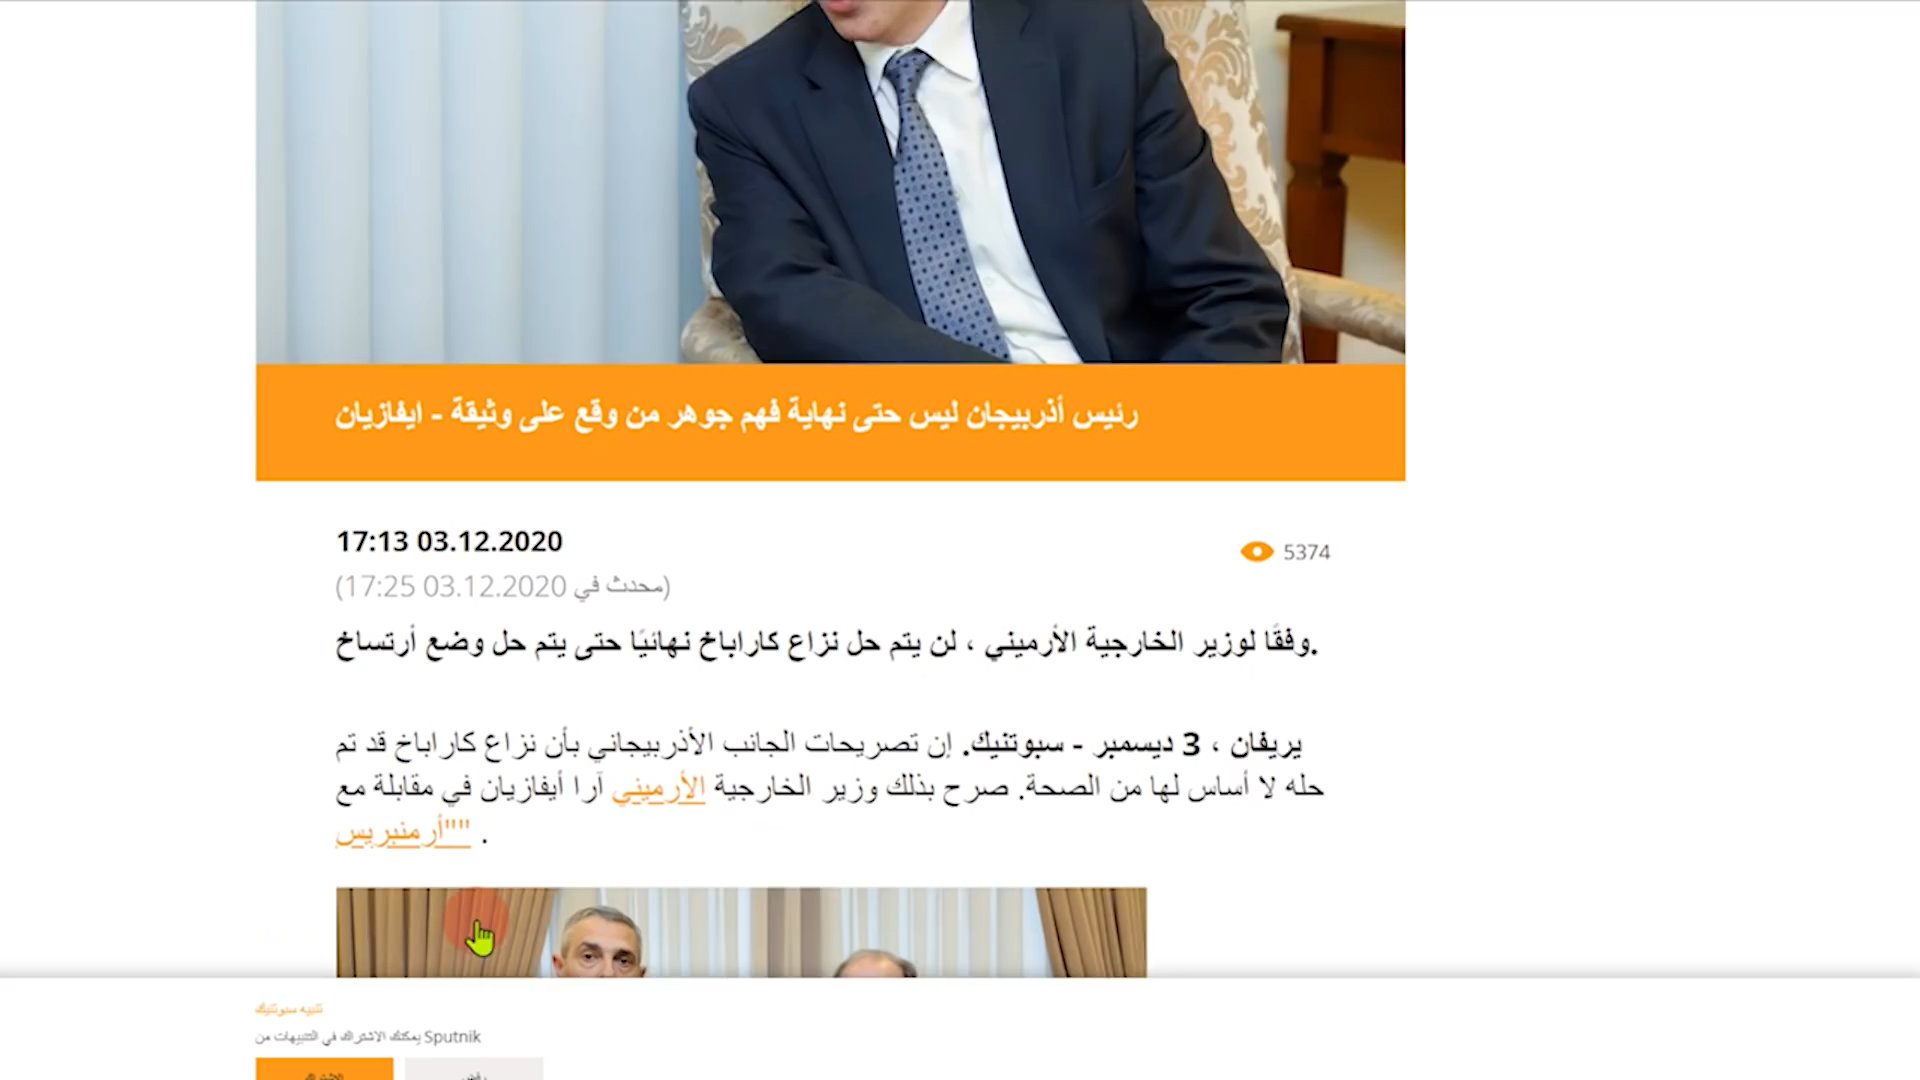 رئيس أذربيجان ليس حتى نهاية فهم جوهر من وقع على وثيقة - ايفازيان
17:13 03.12.2020
5374
(محدث في 03.12.2020 17:25)
وفقًا لوزير الخارجية الأرميني ، لن يتم حل نزاع كاراباخ نهائيًا حتى يتم حل وضع أرتساخ.
يريفان ، 3 ديسمبر - سبوتنيك. إن تصريحات الجانب الأذربيجاني بأن نزاع كاراباخ قد تم
حله لا أساس لها من الصحة. صرح بذلك وزير الخارجية الأرميني آرا أيفازيان في مقابلة مع
""أرمنبريس .
تنبيه سبوتنيك
يمكنك الاشتراك في التنبيهات من Sputnik
الاشتراك
رفض